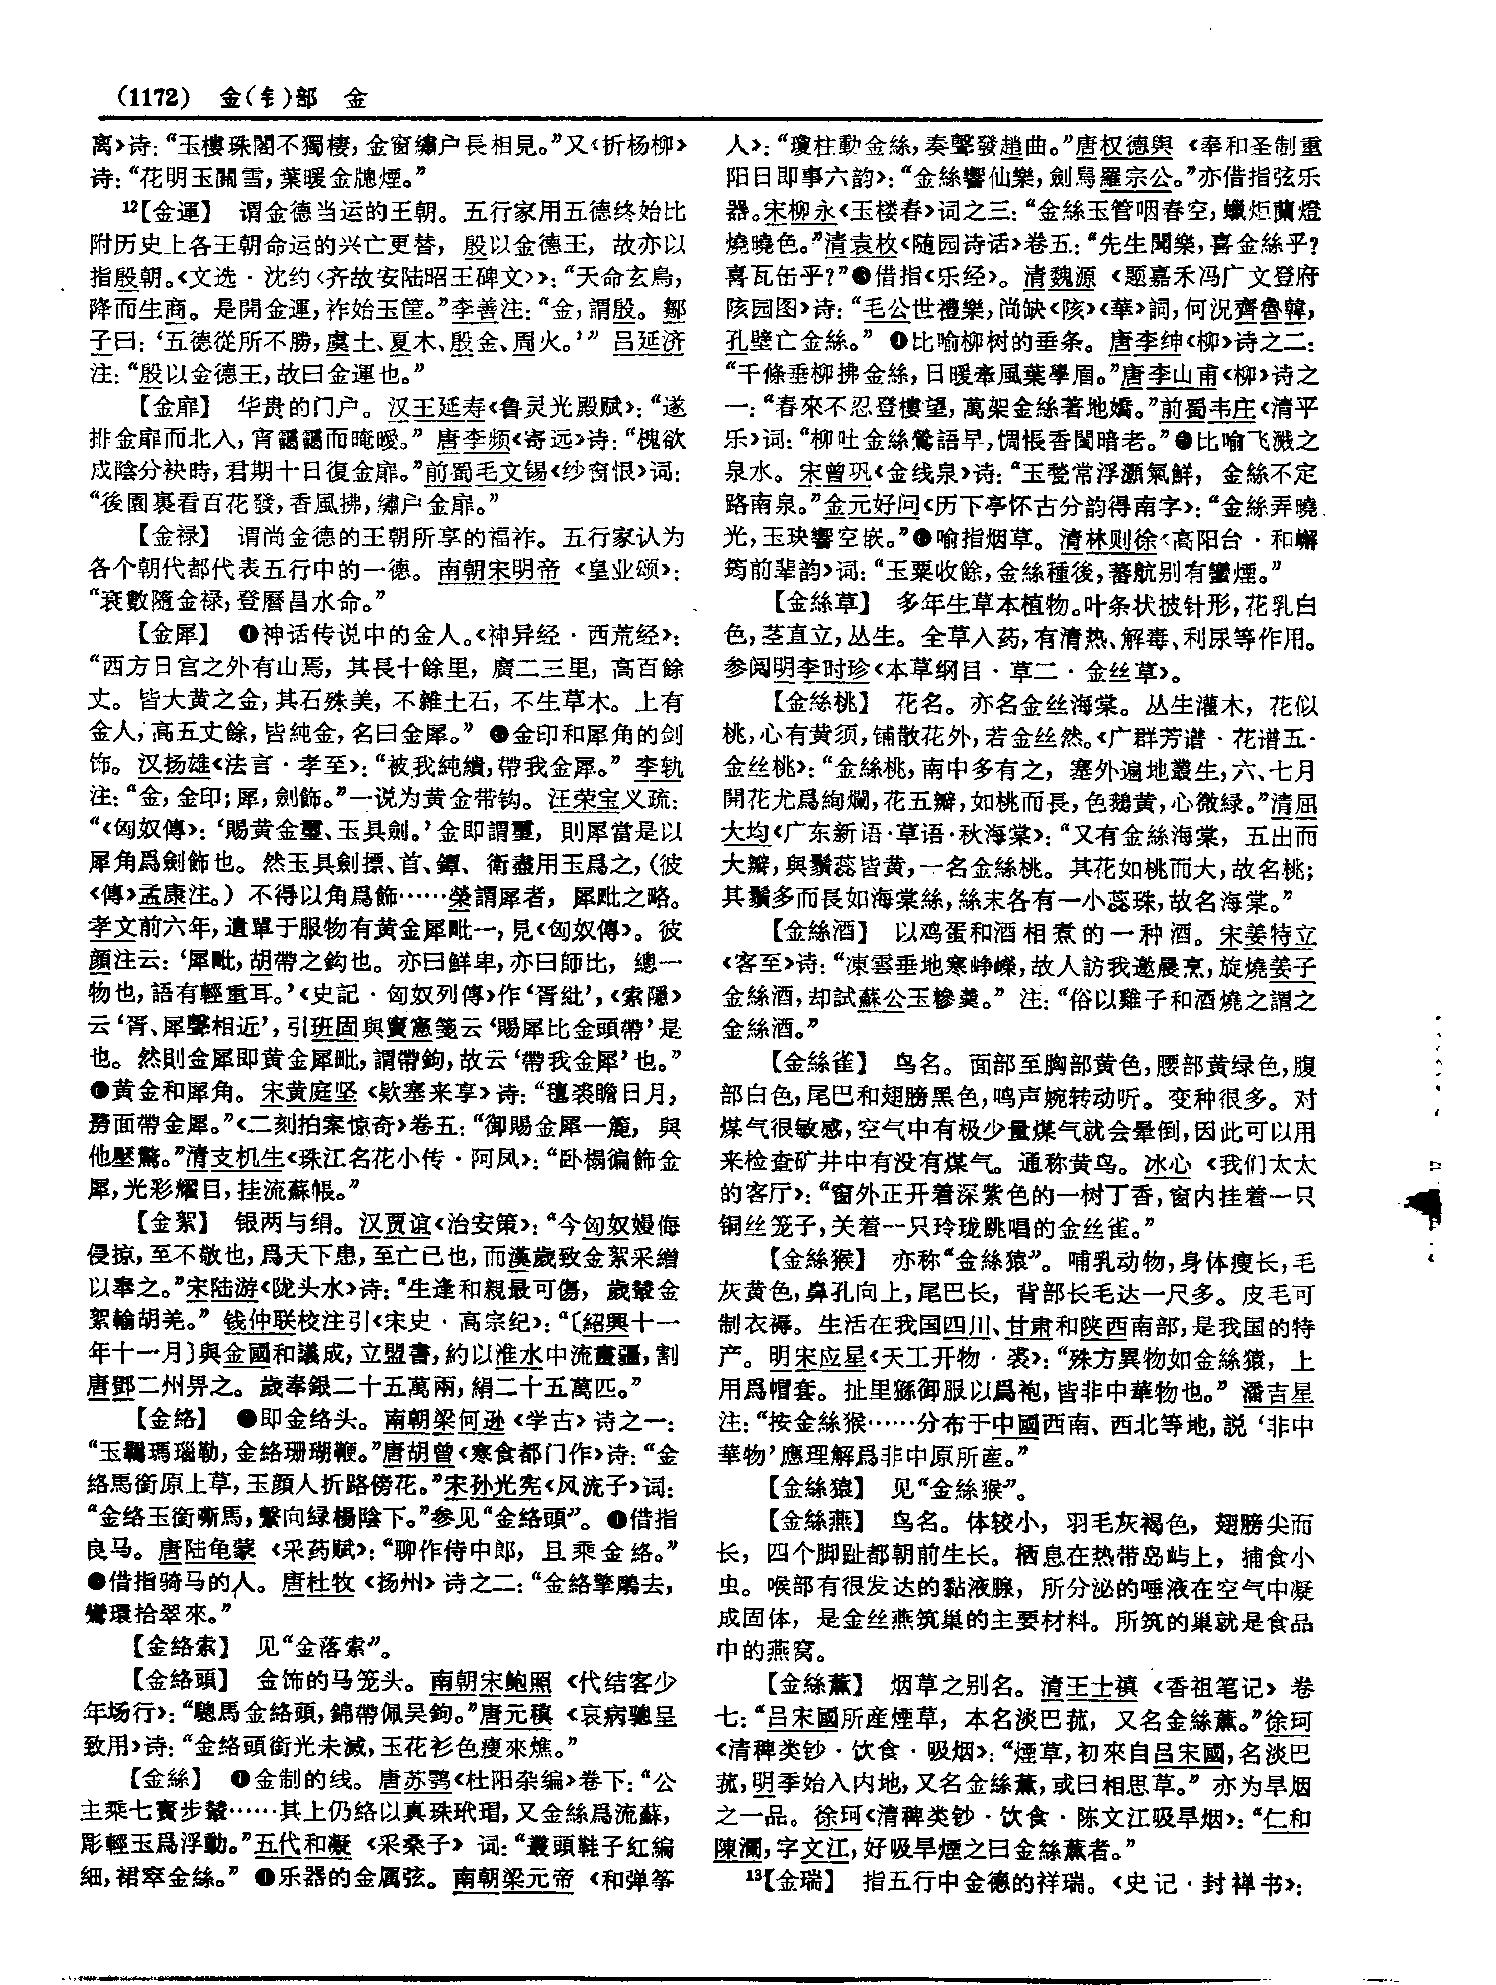 (1172) 金(钅)部 金
离》诗：“玉樓珠閣不獨棲，金窗繡户長相見。”又《折杨柳》
诗：“花明玉關雪，葉暖金牕煙。”
¹²【金運】 谓金德当运的王朝。五行家用五德终始比
附历史上各王朝命运的兴亡更替，殷以金德王，故亦以
指殷朝。《文选·沈约〈齐故安陆昭王碑文〉》：“天命玄鳥，
降而生商。是開金運，祚始玉筐。”李善注：“金，謂殷。鄒
子曰：‘五德從所不勝，虞土、夏木、殷金、周火。’” 吕延济
注：“殷以金德王，故曰金運也。”
【金扉】 华贵的门户。汉王延寿《鲁灵光殿赋》：“遂
排金扉而北入，宵靄靄而晻曖。” 唐李频《寄远》诗：“槐欲
成陰分袂時，君期十日復金扉。”前蜀毛文锡《纱窗恨》词：
“後園裏看百花發，香風拂，繡户金扉。”
【金禄】 谓尚金德的王朝所享的福祚。五行家认为
各个朝代都代表五行中的一德。南朝宋明帝《皇业颂》：
“衰數隨金禄，登曆昌水命。”
【金犀】 ❶神话传说中的金人。《神异经·西荒经》：
“西方日宫之外有山焉，其長十餘里，廣二三里，高百餘
丈。皆大黄之金，其石殊美，不雜土石，不生草木。上有
金人，高五丈餘，皆純金，名曰金犀。” ❷金印和犀角的剑
饰。汉扬雄《法言·孝至》：“被我純繢，帶我金犀。” 李轨
注：“金，金印；犀，劍飾。”一说为黄金带钩。汪荣宝义疏：
“《匈奴傳》：‘賜黄金璽、玉具劍。’金即謂璽，則犀當是以
犀角爲劍飾也。然玉具劍摽、首、鐔、衛盡用玉爲之，（彼
《傳》孟康注。）不得以角爲飾……榮謂犀者，犀毗之略。
孝文前六年，遺單于服物有黄金犀毗一，見《匈奴傳》。彼
顔注云：‘犀毗，胡帶之鈎也。亦曰鮮卑，亦曰師比，總一
物也，語有輕重耳。’《史記·匈奴列傳》作‘胥紕’，《索隱》
云‘胥、犀聲相近’，引班固與竇憲箋云‘賜犀比金頭帶’是
也。然則金犀即黄金犀毗，謂帶鉤，故云‘帶我金犀’也。”
❸黄金和犀角。宋黄庭坚《款塞来享》诗：“氊裘瞻日月，
剺面帶金犀。”《二刻拍案惊奇》卷五：“御賜金犀一簏，與
他壓驚。”清支机生《珠江名花小传·阿凤》：“卧榻徧飾金
犀，光彩耀目，挂流蘇帳。”
【金絮】 银两与绢。汉贾谊《治安策》：“今匈奴嫚侮
侵掠，至不敬也，爲天下患，至亡已也，而漢歲致金絮采繒
以奉之。”宋陆游《陇头水》诗：“生逢和親最可傷，歲輦金
絮輸胡羌。” 钱仲联校注引《宋史·高宗纪》：“〔紹興十一
年十一月〕與金國和議成，立盟書，約以淮水中流畫疆，割
唐鄧二州畀之。歲奉銀二十五萬兩，絹二十五萬匹。”
【金络】 ❶即金络头。南朝梁何逊《学古》诗之一：
“玉羈瑪瑙勒，金絡珊瑚鞭。”唐胡曾《寒食都门作》诗：“金
絡馬銜原上草，玉顔人折路傍花。”宋孙光宪《风流子》词：
“金络玉銜嘶馬，繫向緑楊陰下。”参见“金絡頭”。 ❷借指
良马。唐陆龟蒙《采药赋》：“聊作侍中郎，且乘金络。”
❸借指骑马的人。唐杜牧《扬州》诗之二：“金絡擎鵰去，
鸞環拾翠來。”
【金絡索】 见“金落索”。
【金絡頭】 金饰的马笼头。南朝宋鲍照《代结客少
年场行》：“驄馬金絡頭，錦帶佩吴鉤。”唐元稹《哀病骢呈
致用》诗：“金絡頭銜光未滅，玉花衫色瘦來燋。”
【金絲】 ❶金制的线。唐苏鹗《杜阳杂编》卷下：“公
主乘七寶步輦……其上仍絡以真珠玳瑁，又金絲爲流蘇，
彫輕玉爲浮動。”五代和凝《采桑子》词：“叢頭鞋子紅編
細，裙窣金絲。” ❷乐器的金属弦。南朝梁元帝《和弹筝
人》：“瓊柱動金絲，奏聲發趙曲。”唐权德舆《奉和圣制重
阳日即事六韵》：“金絲響仙樂，劍舄羅宗公。”亦借指弦乐
器。宋柳永《玉楼春》词之三：“金絲玉管咽春空，蠟炬蘭燈
燒曉色。”清袁枚《随园诗话》卷五：“先生聞樂，喜金絲乎？
喜瓦缶乎？”❸借指《乐经》。清魏源《题嘉禾冯广文登府
陔园图》诗：“毛公世禮樂，尚缺《陔》《華》詞，何況齊魯韓，
孔壁亡金絲。” ❹比喻柳树的垂条。唐李绅《柳》诗之二：
“千條垂柳拂金絲，日暖牽風葉學眉。”唐李山甫《柳》诗之
一：“春來不忍登樓望，萬架金絲著地嬌。”前蜀韦庄《清平
乐》词：“柳吐金絲鶯語早，惆悵香閨暗老。”❺比喻飞溅之
泉水。宋曾巩《金线泉》诗：“玉甃常浮灝氣鮮，金絲不定
路南泉。”金元好问《历下亭怀古分韵得南字》：“金絲弄曉
光，玉玦響空嵌。”❻喻指烟草。清林则徐《高阳台·和嶰
筠前辈韵》词：“玉粟收餘，金絲種後，蕃航别有蠻煙。”
【金絲草】 多年生草本植物。叶条状披针形，花乳白
色，茎直立，丛生。全草入药，有清热、解毒、利尿等作用。
参阅明李时珍《本草纲目·草二·金丝草》。
【金絲桃】 花名。亦名金丝海棠。丛生灌木，花似
桃，心有黄须，铺散花外，若金丝然。《广群芳谱·花谱五·
金丝桃》：“金絲桃，南中多有之，塞外遍地叢生，六、七月
開花尤爲絢爛，花五瓣，如桃而長，色鵝黄，心微緑。”清屈
大均《广东新语·草语·秋海棠》：“又有金絲海棠，五出而
大瓣，與鬚蕊皆黄，一名金絲桃。其花如桃而大，故名桃；
其鬚多而長如海棠絲，絲末各有一小蕊珠，故名海棠。”
【金絲酒】 以鸡蛋和酒相煮的一种酒。宋姜特立
《客至》诗：“凍雲垂地寒崢嶸，故人訪我邀晨烹，旋燒姜子
金絲酒，却試蘇公玉糝羹。” 注：“俗以雞子和酒燒之謂之
金絲酒。”
【金絲雀】 鸟名。面部至胸部黄色，腰部黄绿色，腹
部白色，尾巴和翅膀黑色，鸣声婉转动听。变种很多。对
煤气很敏感，空气中有极少量煤气就会晕倒，因此可以用
来检查矿井中有没有煤气。通称黄鸟。冰心《我们太太
的客厅》：“窗外正开着深紫色的一树丁香，窗内挂着一只
铜丝笼子，关着一只玲珑跳唱的金丝雀。”
【金絲猴】 亦称“金絲猿”。哺乳动物，身体瘦长，毛
灰黄色，鼻孔向上，尾巴长，背部长毛达一尺多。皮毛可
制衣褥。生活在我国四川、甘肃和陕西南部，是我国的特
产。明宋应星《天工开物·裘》：“殊方異物如金絲猿，上
用爲帽套。扯里猻御服以爲袍，皆非中華物也。” 潘吉星
注：“按金絲猴……分布于中國西南、西北等地，説‘非中
華物’應理解爲非中原所産。”
【金絲猿】 见“金絲猴”。
【金絲燕】 鸟名。体较小，羽毛灰褐色，翅膀尖而
长，四个脚趾都朝前生长。栖息在热带岛屿上，捕食小
虫。喉部有很发达的黏液腺，所分泌的唾液在空气中凝
成固体，是金丝燕筑巢的主要材料。所筑的巢就是食品
中的燕窝。
【金絲薰】 烟草之别名。清王士禛《香祖笔记》卷
七：“吕宋國所産煙草，本名淡巴菰，又名金絲薰。”徐珂
《清稗类钞·饮食·吸烟》：“煙草，初來自吕宋國，名淡巴
菰，明季始入内地，又名金絲薰，或曰相思草。” 亦为旱烟
之一品。徐珂《清稗类钞·饮食·陈文江吸旱烟》：“仁和
陳瀾，字文江，好吸旱煙之曰金絲薰者。”
¹³【金瑞】 指五行中金德的祥瑞。《史记·封禅书》：